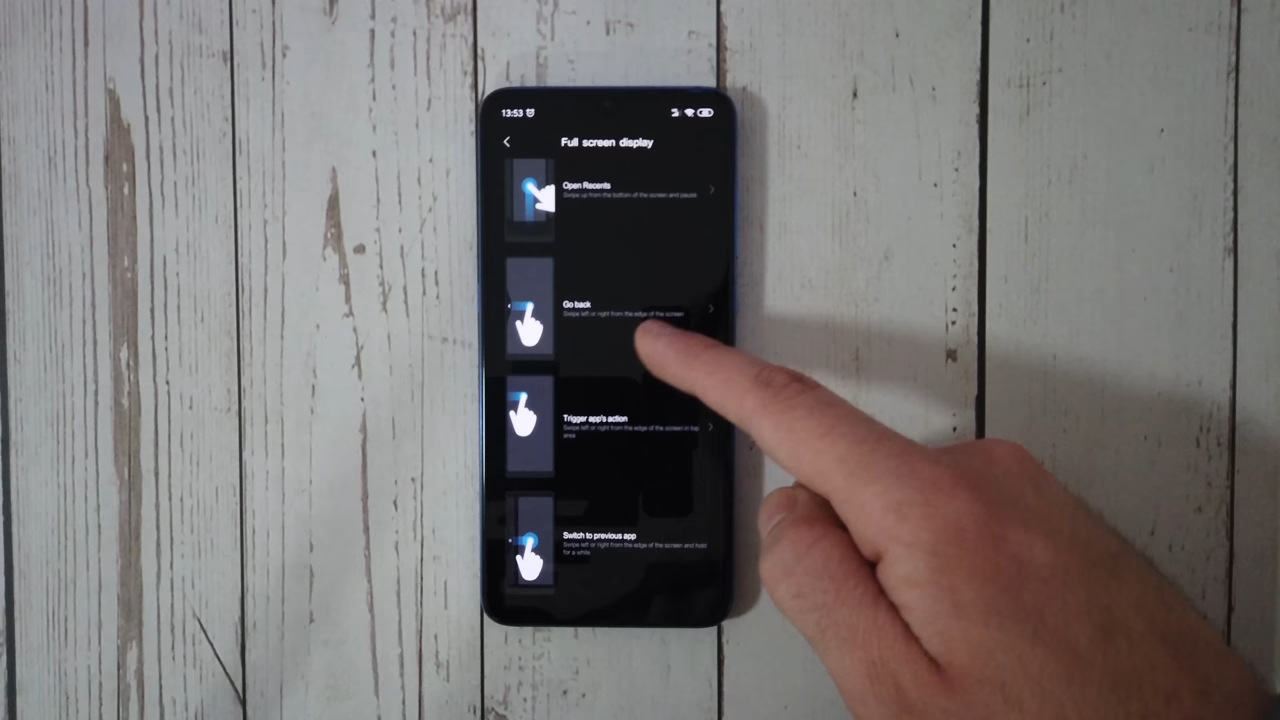 13:53
Full screen display
Open Recents
Swipe up from the bottom of the screen and pause
Go back
Swipe left or right from the edge of the screen
Trigger app's action
Swipe left or right from the edge of the screen in top
area
Switch to previous app
Swipe left or right from the edge of the screen and hold
for a while